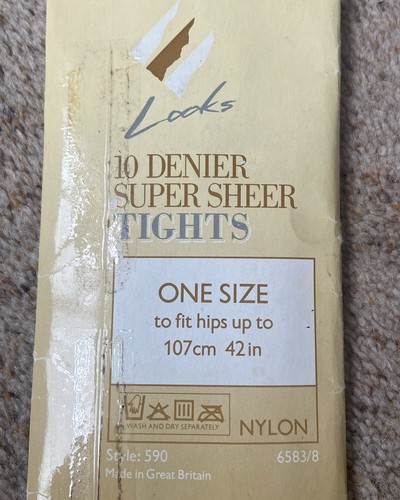 Looks
10 DENIER
SUPER SHEER
TIGHTS
ONE SIZE
to fit hips up to
107cm 42in
WASH AND DRY SEPARATELY
NYLON
Style: 590 6583/8
Made in Great Britain